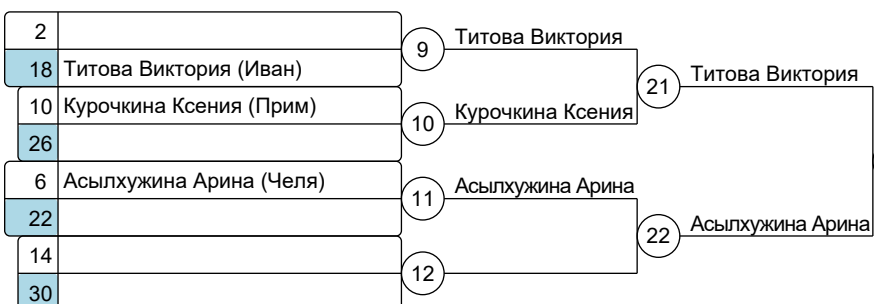 2
18 Титова Виктория (Иван)
9 Титова Виктория
10 Курочкина Ксения (Прим)
26
10 Курочкина Ксения
21 Титова Виктория
6 Асылхужина Арина (Челя)
22
11 Асылхужина Арина
14
30
12
22 Асылхужина Арина